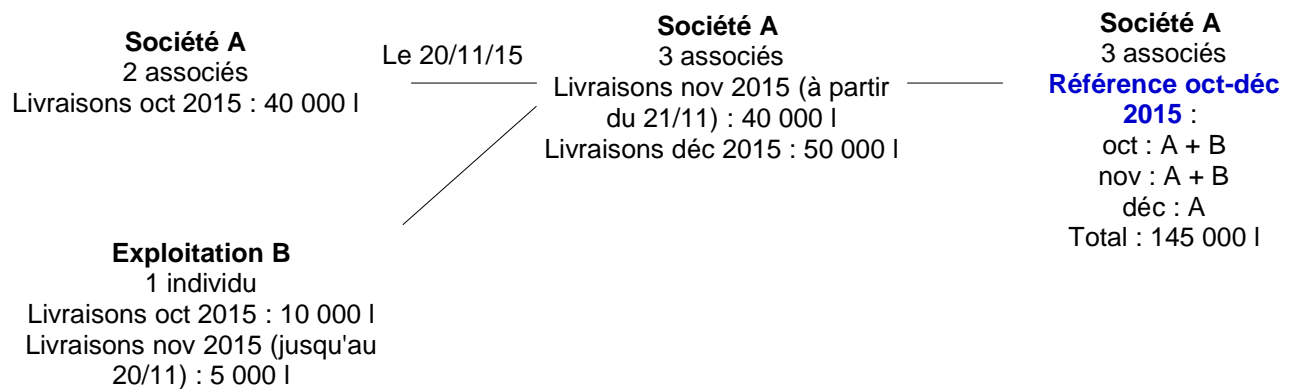 Société A
2 associés
Livraisons oct 2015 : 40 000 l
Le 20/11/15
Société A
3 associés
Livraisons nov 2015 (à partir
du 21/11) : 40 000 l
Livraisons déc 2015 : 50 000 l
Société A
3 associés
Référence oct-déc
2015 :
oct : A + B
nov : A + B
déc : A
Total : 145 000 l
Exploitation B
1 individu
Livraisons oct 2015 : 10 000 l
Livraisons nov 2015 (jusqu'au
20/11) : 5 000 l